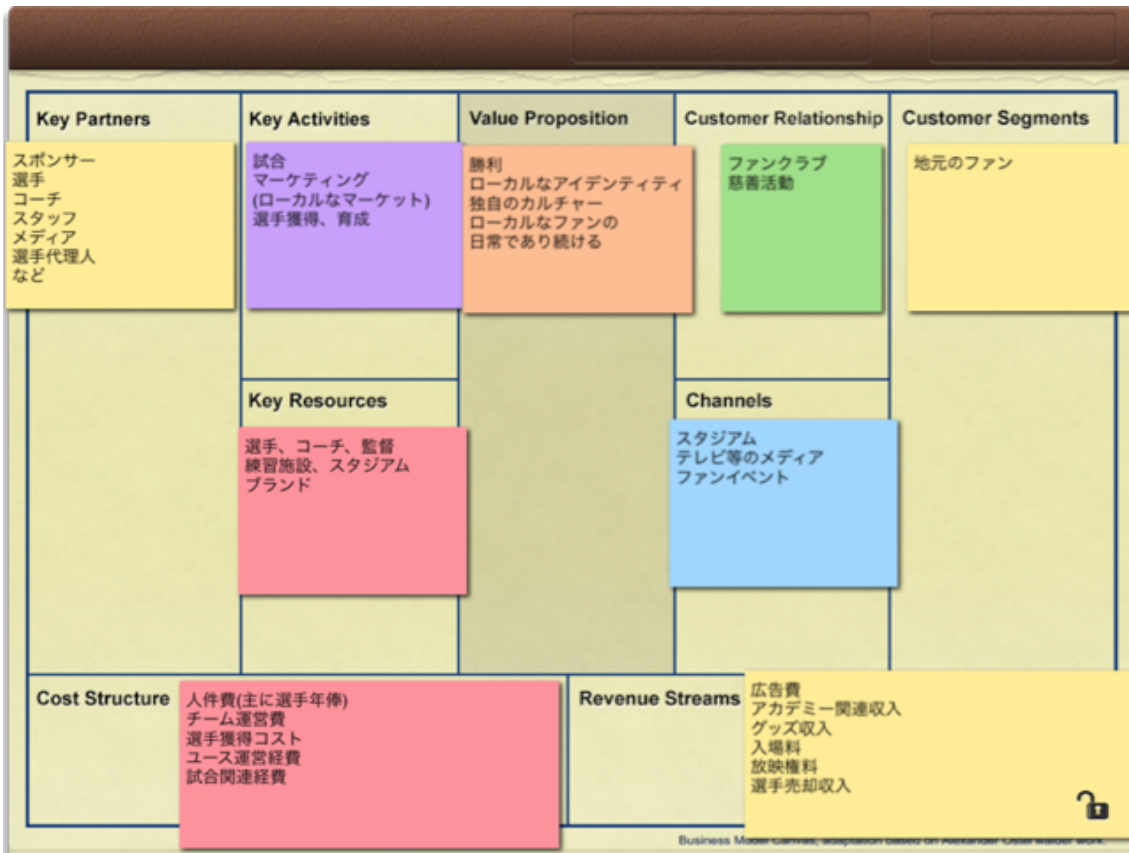 Key Partners
スポンサー
選手
コーチ
スタッフ
メディア
選手代理人
など
Key Activities
試合
マーケティング
(ローカルなマーケット)
選手獲得、育成
Key Resources
選手、コーチ、監督
練習施設、スタジアム
ブランド
Value Proposition
勝利
ローカルなアイデンティティ
独自のカルチャー
ローカルなファンの
日常であり続ける
Customer Relationship
ファンクラブ
慈善活動
Channels
スタジアム
テレビ等のメディア
ファンイベント
Customer Segments
地元のファン
Cost Structure
人件費(主に選手年俸)
チーム運営費
選手獲得コスト
ユース運営経費
試合関連経費
Revenue Streams
広告費
アカデミー関連収入
グッズ収入
入場料
放映権料
選手売却収入
Business Model Canvas, adaptation based on Alexander Osterwalder work.